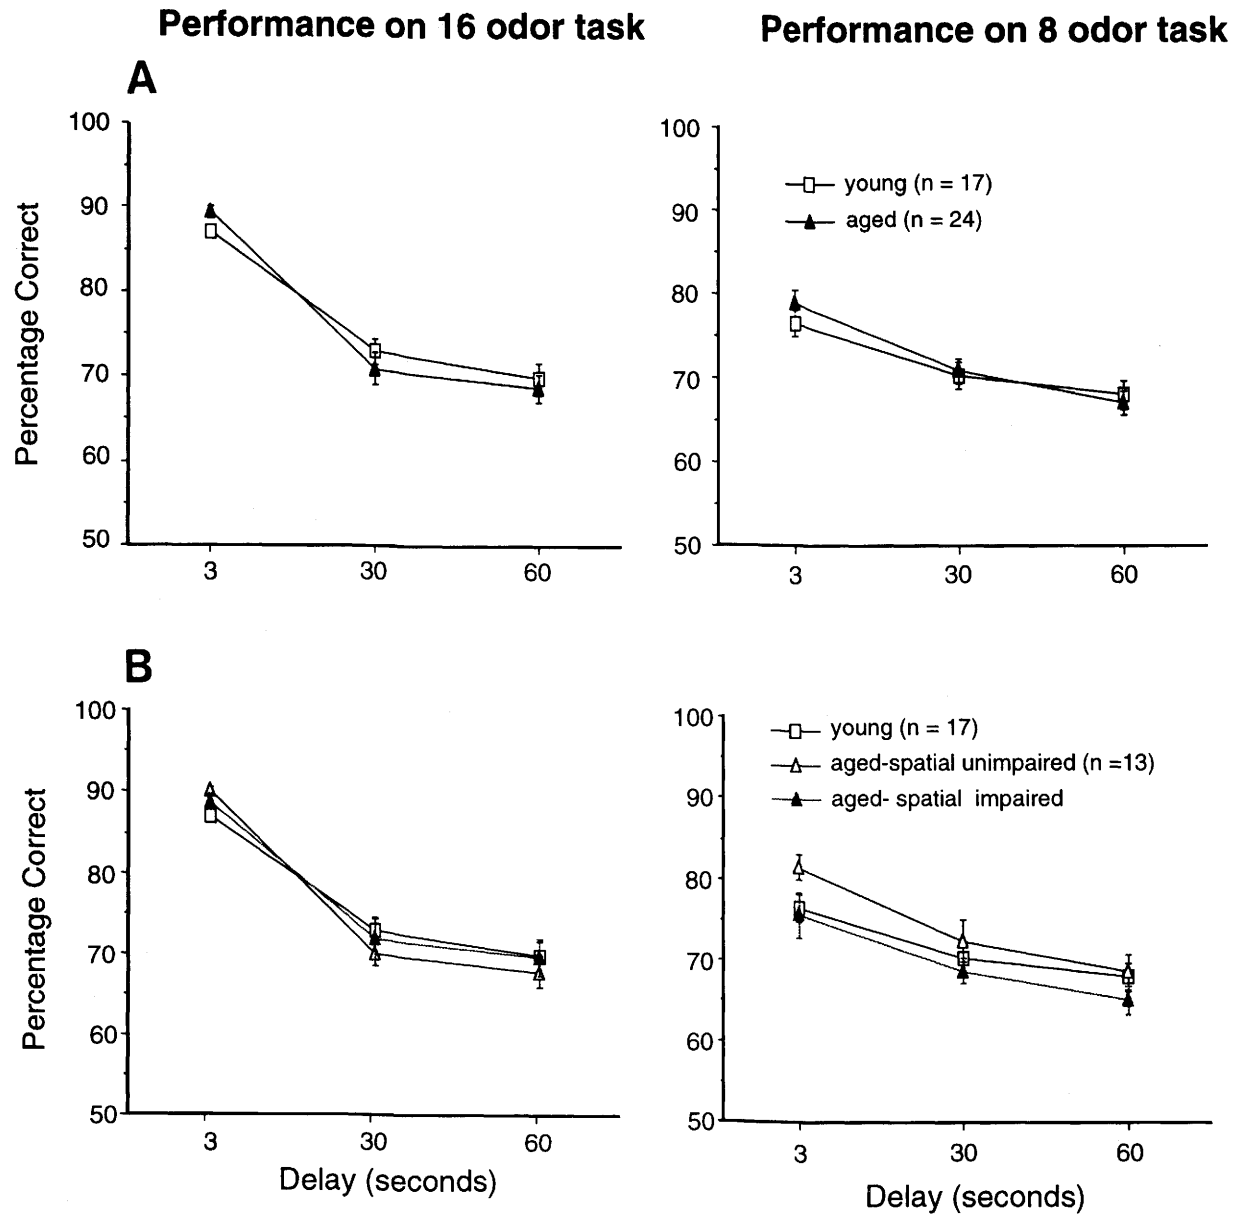 Performance on 16 odor task
Performance on 8 odor task
A
100
90
80
70
60
50
3 30 60
Percentage Correct
100
90
80
70
60
50
3 30 60
young (n = 17)
aged (n = 24)
B
100
90
80
70
60
50
3 30 60
Percentage Correct
Delay (seconds)
100
90
80
70
60
50
3 30 60
young (n = 17)
aged-spatial unimpaired (n =13)
aged- spatial impaired
Delay (seconds)